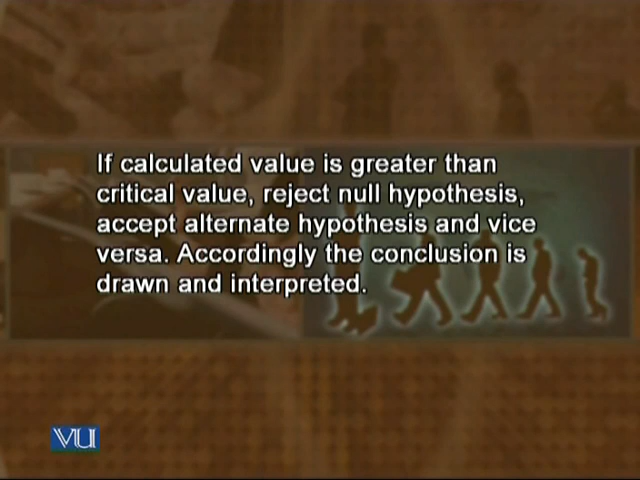 If calculated value is greater than
critical value, reject null hypothesis,
accept alternate hypothesis and vice
versa. Accordingly the conclusion is
drawn and interpreted.
VU